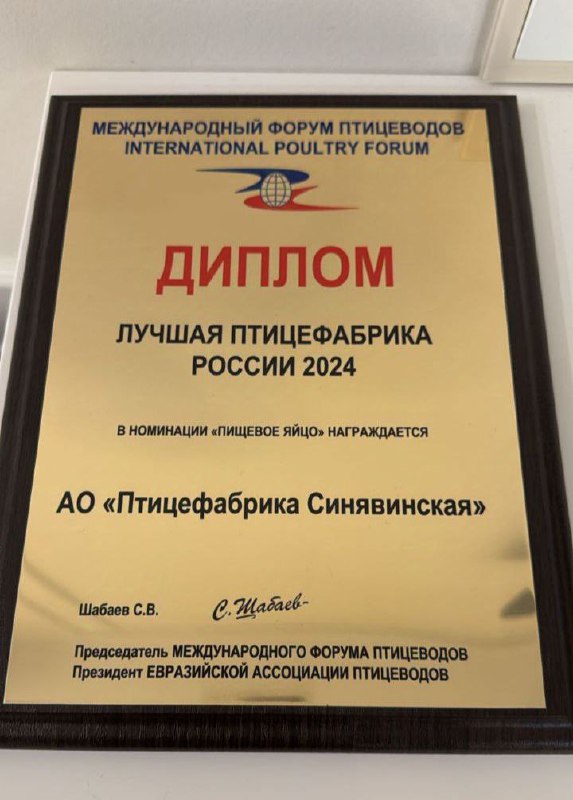 МЕЖДУНАРОДНЫЙ ФОРУМ ПТИЦЕВОДОВ
INTERNATIONAL POULTRY FORUM
ДИПЛОМ
ЛУЧШАЯ ПТИЦЕФАБРИКА
РОССИИ 2024
В НОМИНАЦИИ «ПИЩЕВОЕ ЯЙЦО» НАГРАЖДАЕТСЯ
АО «Птицефабрика Синявинская»
Шабаев С.В. С. Шабаев
Председатель МЕЖДУНАРОДНОГО ФОРУМА ПТИЦЕВОДОВ
Президент ЕВРАЗИЙСКОЙ АССОЦИАЦИИ ПТИЦЕВОДОВ